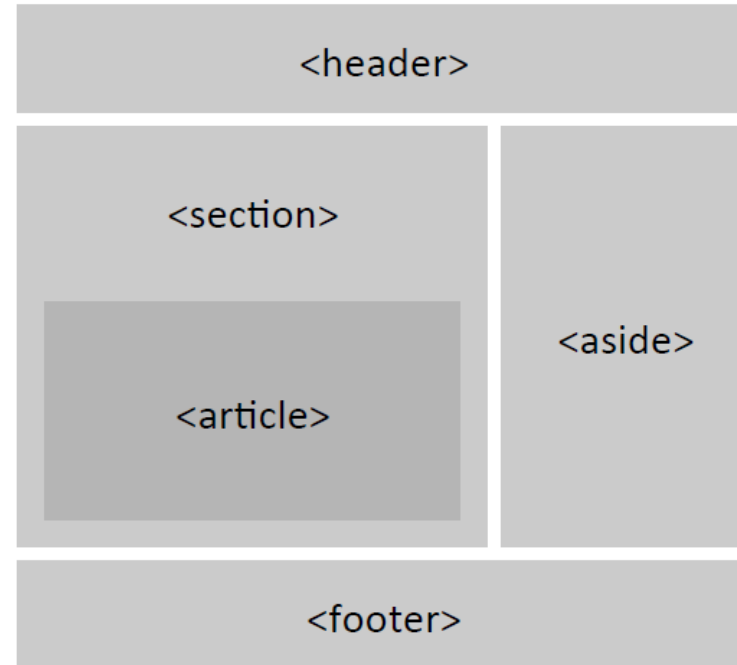 <header>
<section>
<article>
<aside>
<footer>